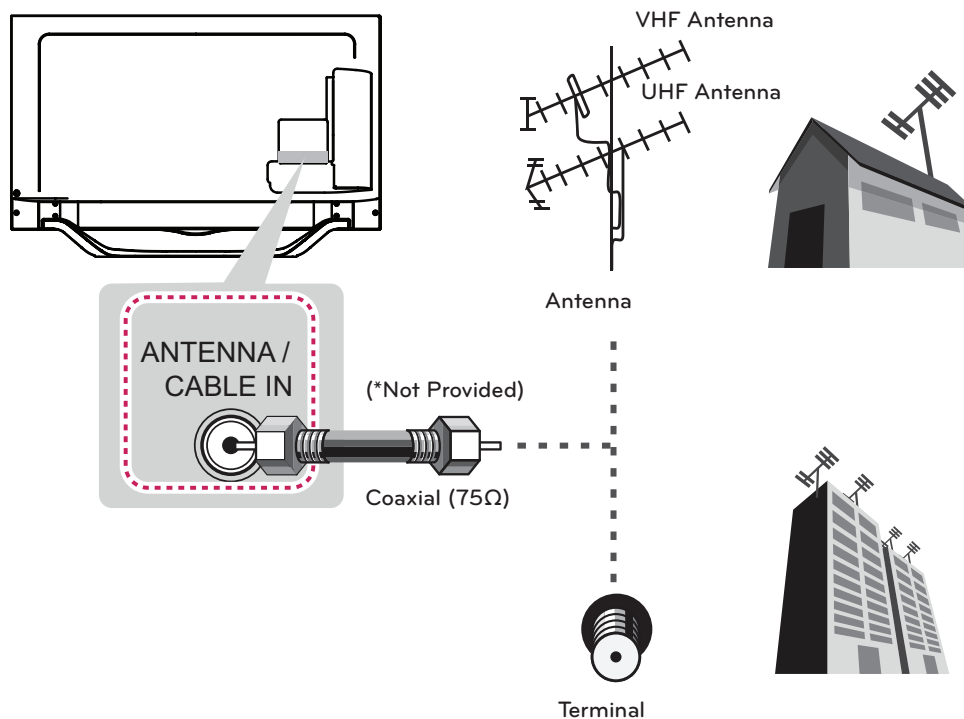 VHF Antenna
UHF Antenna
Antenna
ANTENNA /
CABLE IN
(*Not Provided)
Coaxial (75Ω)
Terminal